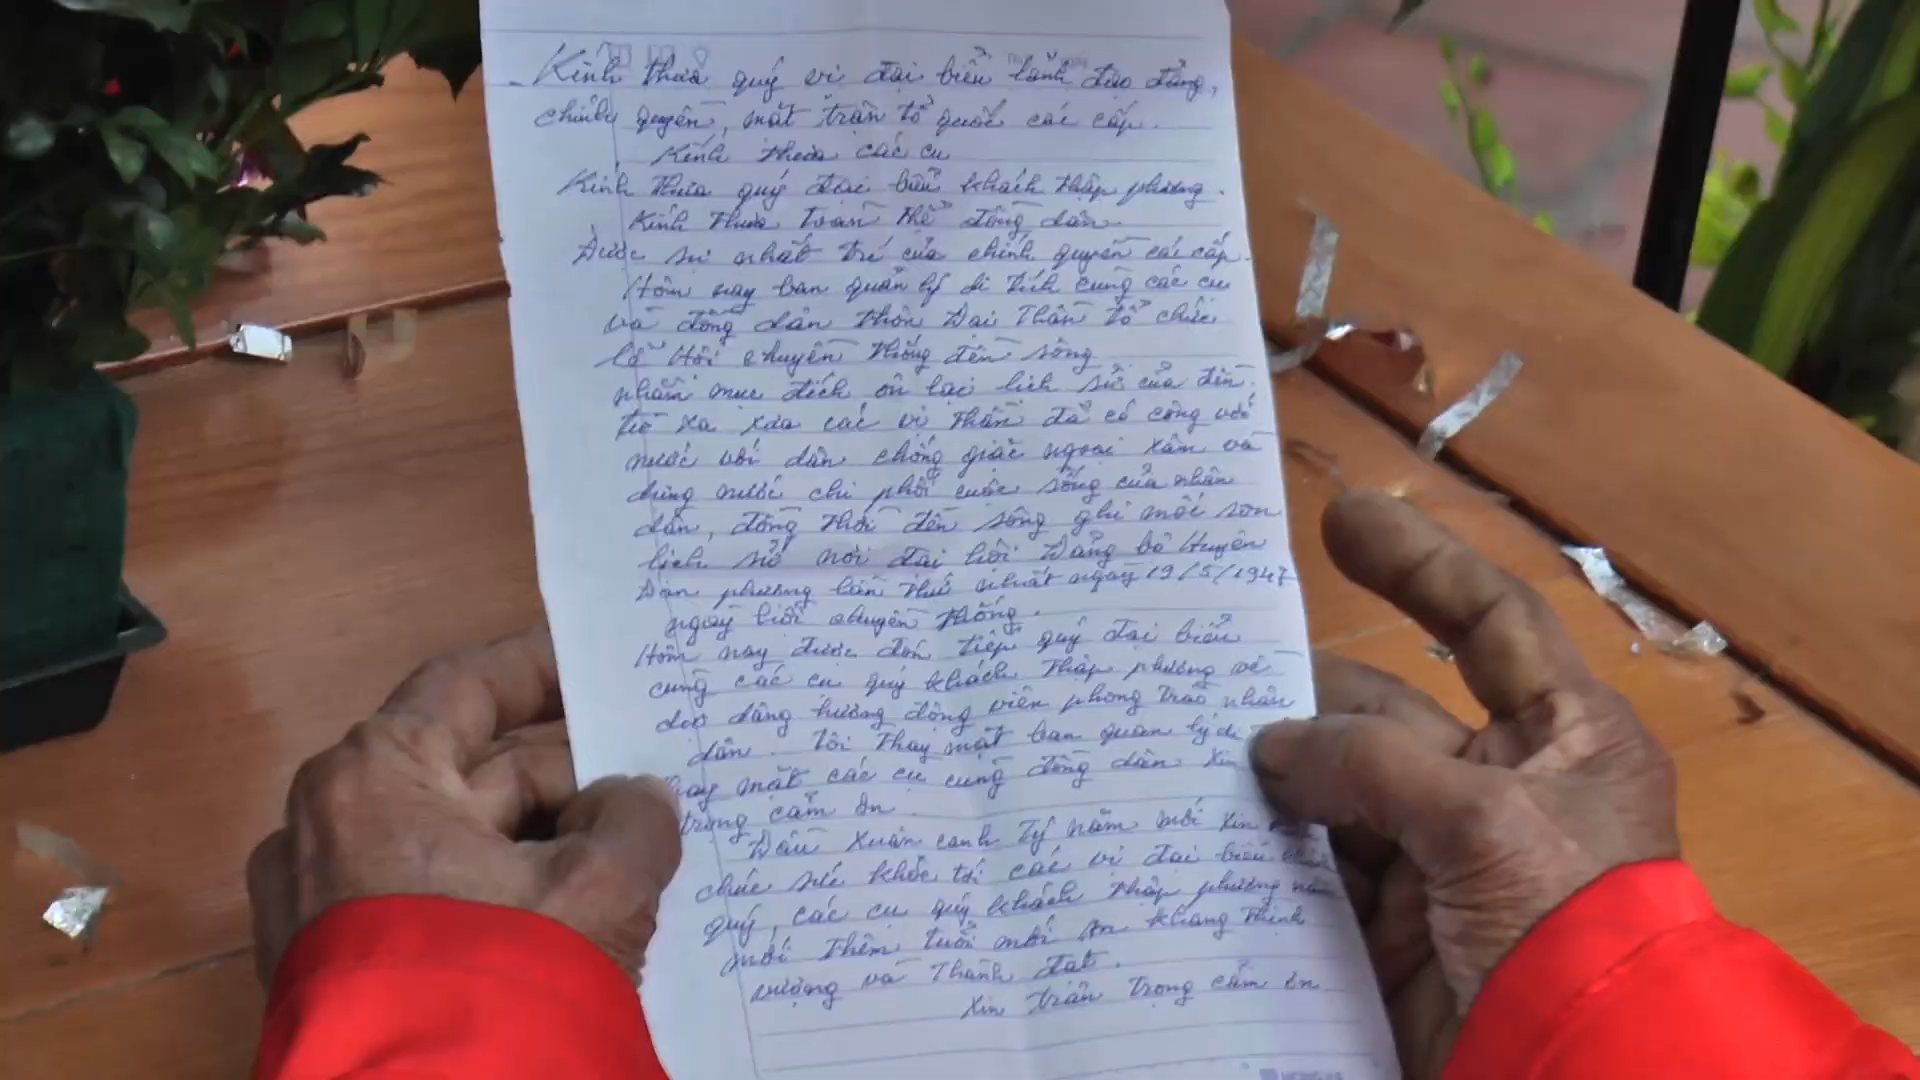 Kính thưa quý vi đại biểu lãnh đạo đảng,
chính quyền, mặt trận tổ quốc các cấp.
Kính thưa các cụ
Kính thưa quý đại biểu khách thập phương.
Kính thưa toàn thể đồng dân.
Được sự nhất trí của chính quyền các cấp.
Hôm nay ban quản lý di tích cùng các cụ
và đồng dân thôn Đại Thần tổ chức
lễ hội chuyền thống đền sông
nhằm mục đích ôn lại lịch sử của đền.
từ xa xưa các vị thần đã có công với
nước với dân chống giặc ngoại xâm và
dựng nước chi phối cuộc sống của nhân
dân, đồng thời đền sông ghi mối son
lịch sử nơi đại hội Đảng bộ Huyện
Đan phượng lần thứ nhất ngày 19/5/1947
ngày hội chuyền thống.
Hôm nay được đón tiếp quý đại biểu
cùng các cụ quý khách thập phương về
dự dâng hương động viên phong trào nhân
dân. Tôi thay mặt ban quản lý di
thay mặt các cụ cùng đồng dân xin
trọng cảm ơn.
Đầu xuân canh Tý năm mới xin
chúc sức khỏe tới các vị đại biểu
quý, các cụ quý khách thập phương
mới thêm tuổi mới an khang thịnh
vượng và thành đạt.
Xin trân trọng cảm ơn